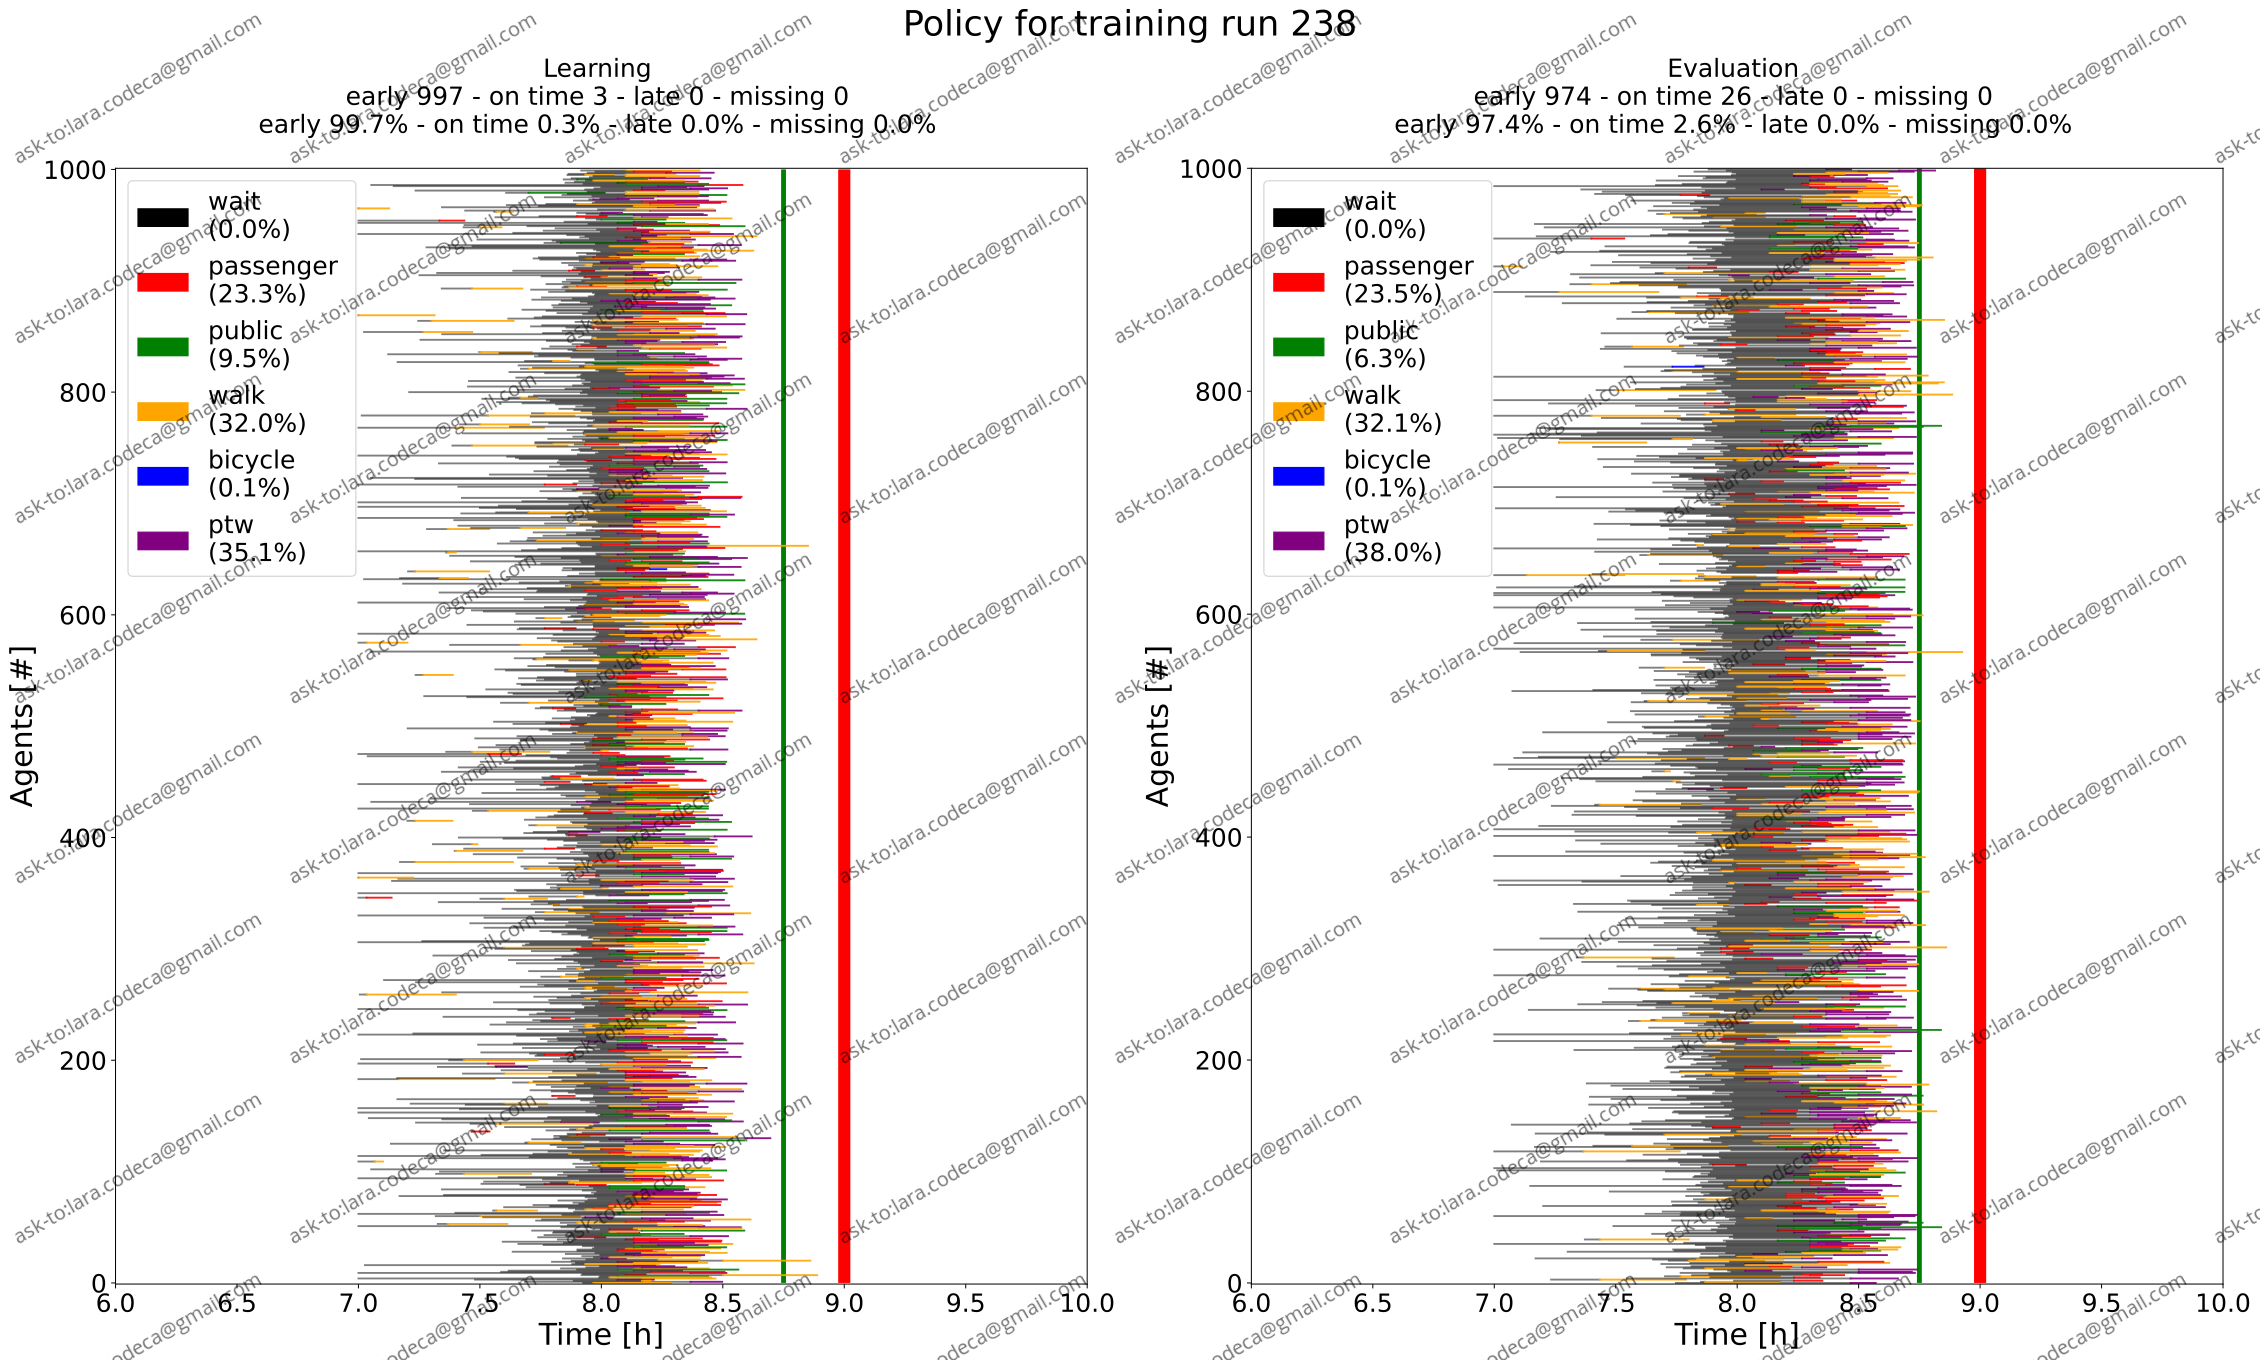 Policy for training run 238
Learning
early 997 - on time 3 - late 0 - missing 0
early 99.7% - on time 0.3% - late 0.0% - missing 0.0%
wait
(0.0%)
passenger
(23.3%)
public
(9.5%)
walk
(32.0%)
bicycle
(0.1%)
ptw
(35.1%)
1000
800
600
400
200
0
Agents [#]
6.0 6.5 7.0 7.5 8.0 8.5 9.0 9.5 10.0
Time [h]
Evaluation
early 974 - on time 26 - late 0 - missing 0
early 97.4% - on time 2.6% - late 0.0% - missing 0.0%
wait
(0.0%)
passenger
(23.5%)
public
(6.3%)
walk
(32.1%)
bicycle
(0.1%)
ptw
(38.0%)
1000
800
600
400
200
0
Agents [#]
6.0 6.5 7.0 7.5 8.0 8.5 9.0 9.5 10.0
Time [h]
ask-to:lara.codeca@gmail.com